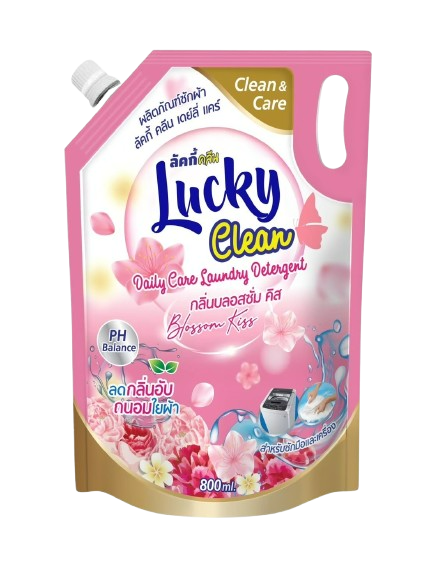 Clean &
Care
ผลิตภัณฑ์ซักผ้า
ลัคกี้ คลีน เดย์ลี่ แคร์
ลัคกี้คลีน
Lucky
Clean
Daily Care Laundry Detergent
กลิ่นบลอสซั่ม คิส
Blossom Kiss
PH
Balance
ลดกลิ่นอับ
ถนอมใยผ้า
สำหรับซักมือและเครื่อง
800ml.